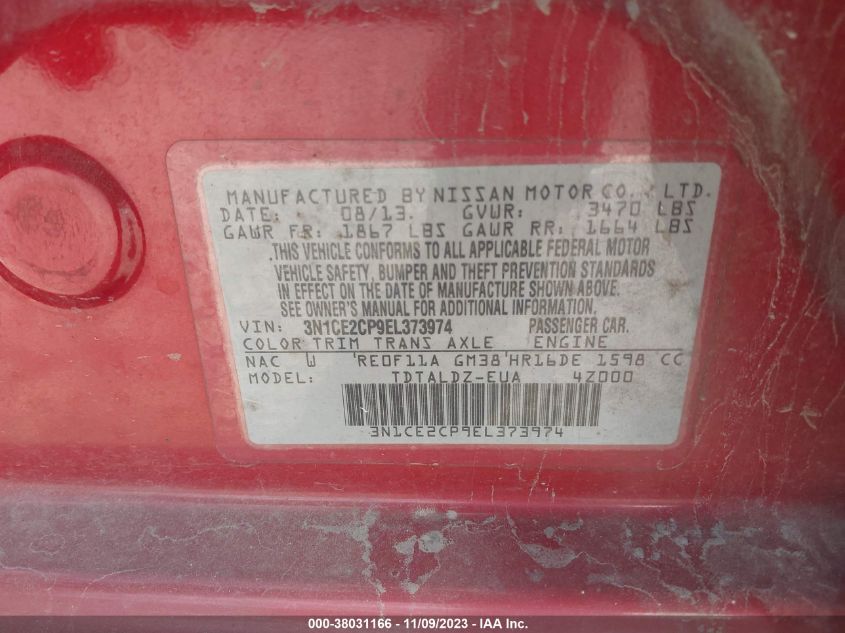 MANUFACTURED BY NISSAN MOTOR CO., LTD.
DATE: 08/13. GVWR: 3470 LBS
GAWR FR: 1867 LBS GAWR RR: 1664 LBS
THIS VEHICLE CONFORMS TO ALL APPLICABLE FEDERAL MOTOR
VEHICLE SAFETY, BUMPER AND THEFT PREVENTION STANDARDS
IN EFFECT ON THE DATE OF MANUFACTURE SHOWN ABOVE.
SEE OWNER'S MANUAL FOR ADDITIONAL INFORMATION.
VIN: 3N1CE2CP9EL373974 PASSENGER CAR.
COLOR TRIM TRANS AXLE ENGINE
NAC W RE0F11A GM38 HR16DE 1598 CC
MODEL: TDTALDZ-EUA 4Z000
3N1CE2CP9EL373974
000-38031166 - 11/09/2023 - IAA Inc.